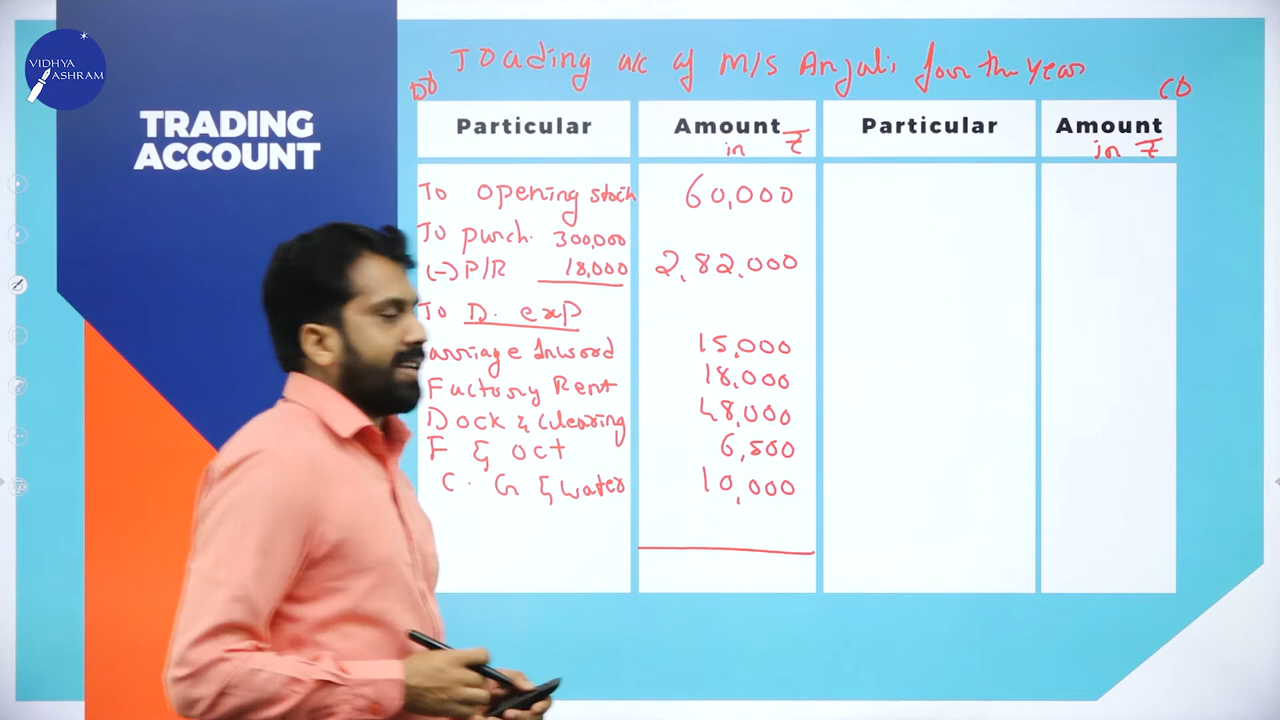 VIDHYA
ASHRAM
TRADING
ACCOUNT
Trading a/c of M/S Anjali for the year
Dr
Cr
Particular Amount in ₹ Particular Amount in ₹
To opening stock 60,000
To purch. 300,000
(-) P/R 18,000 2,82,000
To D. exp
arriage Inward 15,000
Factory Rent 18,000
Dock & Clearing 48,000
F & oct 6,500
C. G & water 10,000